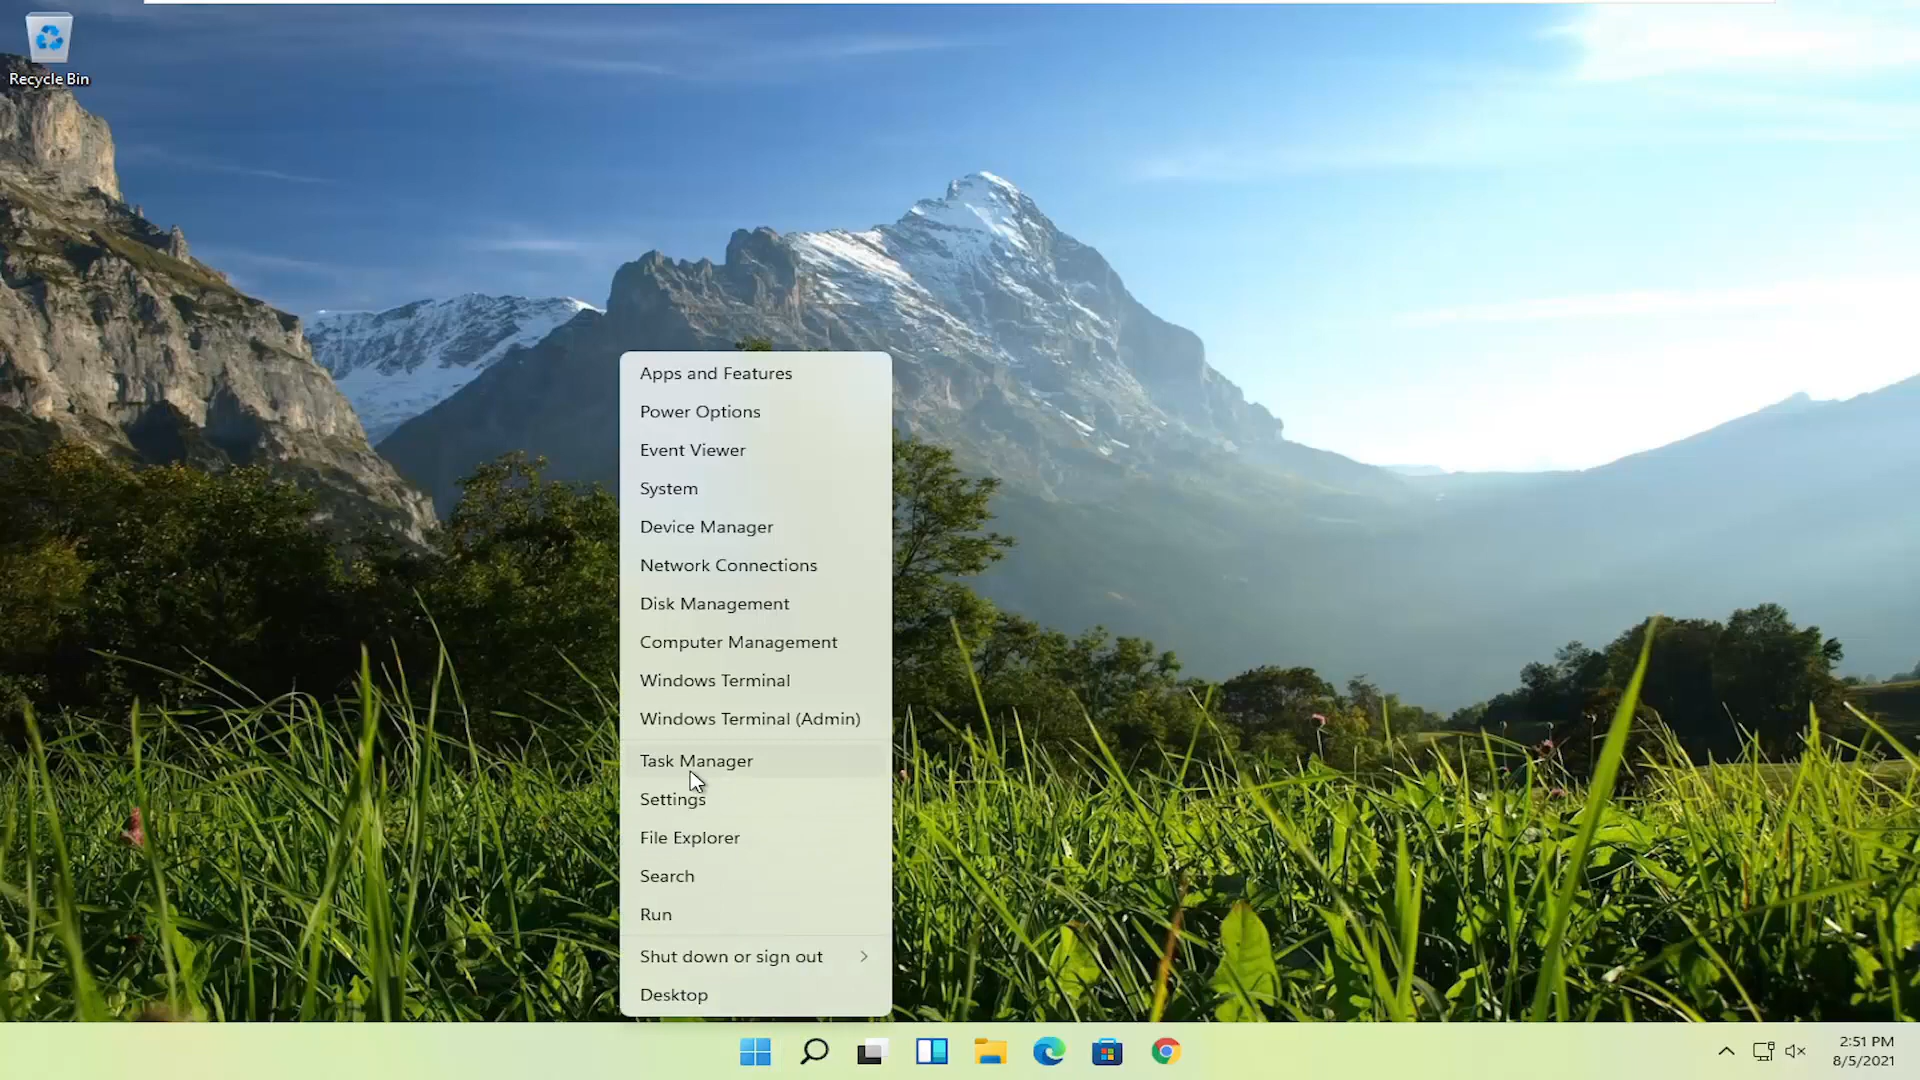 Recycle Bin
Apps and Features
Power Options
Event Viewer
System
Device Manager
Network Connections
Disk Management
Computer Management
Windows Terminal
Windows Terminal (Admin)
Task Manager
Settings
File Explorer
Search
Run
Shut down or sign out
Desktop
2:51 PM
8/5/2021